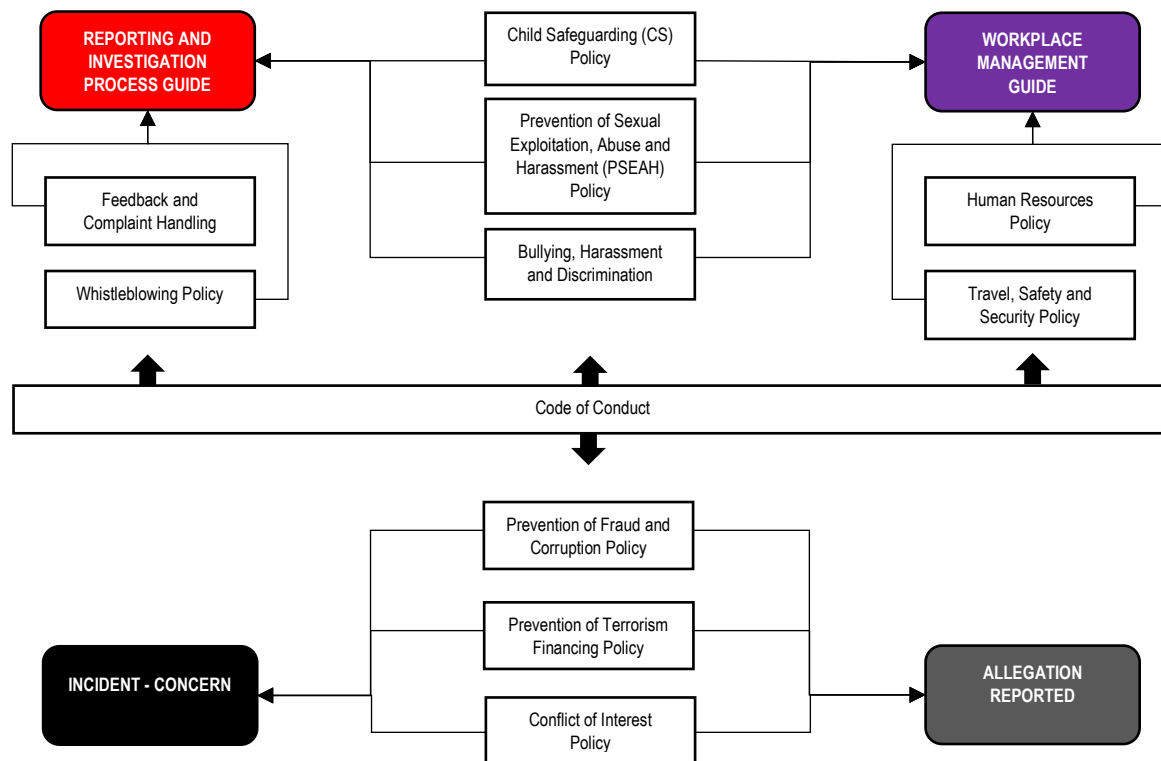 REPORTING AND
INVESTIGATION
PROCESS GUIDE
Child Safeguarding (CS)
Policy
WORKPLACE
MANAGEMENT
GUIDE
Prevention of Sexual
Exploitation, Abuse and
Harassment (PSEAH)
Policy
Feedback and
Complaint Handling
Human Resources
Policy
Bullying, Harassment
and Discrimination
Whistleblowing Policy
Travel, Safety and
Security Policy
Code of Conduct
Prevention of Fraud and
Corruption Policy
Prevention of Terrorism
Financing Policy
INCIDENT - CONCERN
ALLEGATION
REPORTED
Conflict of Interest
Policy